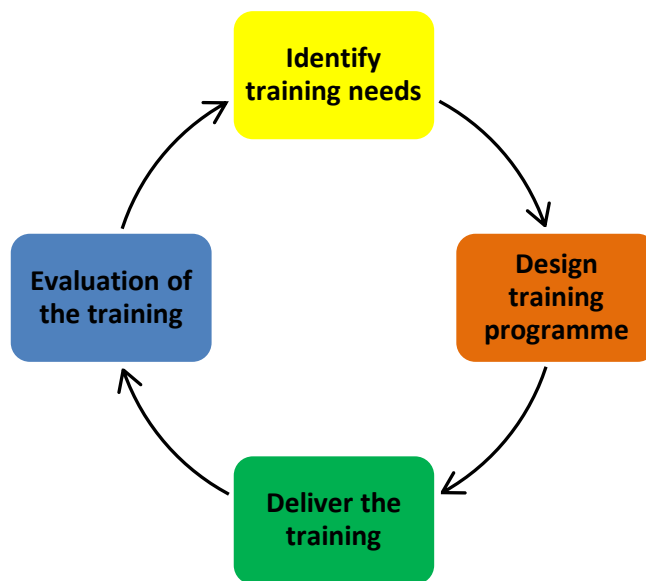 Identify
training needs
Design
training
programme
Deliver the
training
Evaluation of
the training